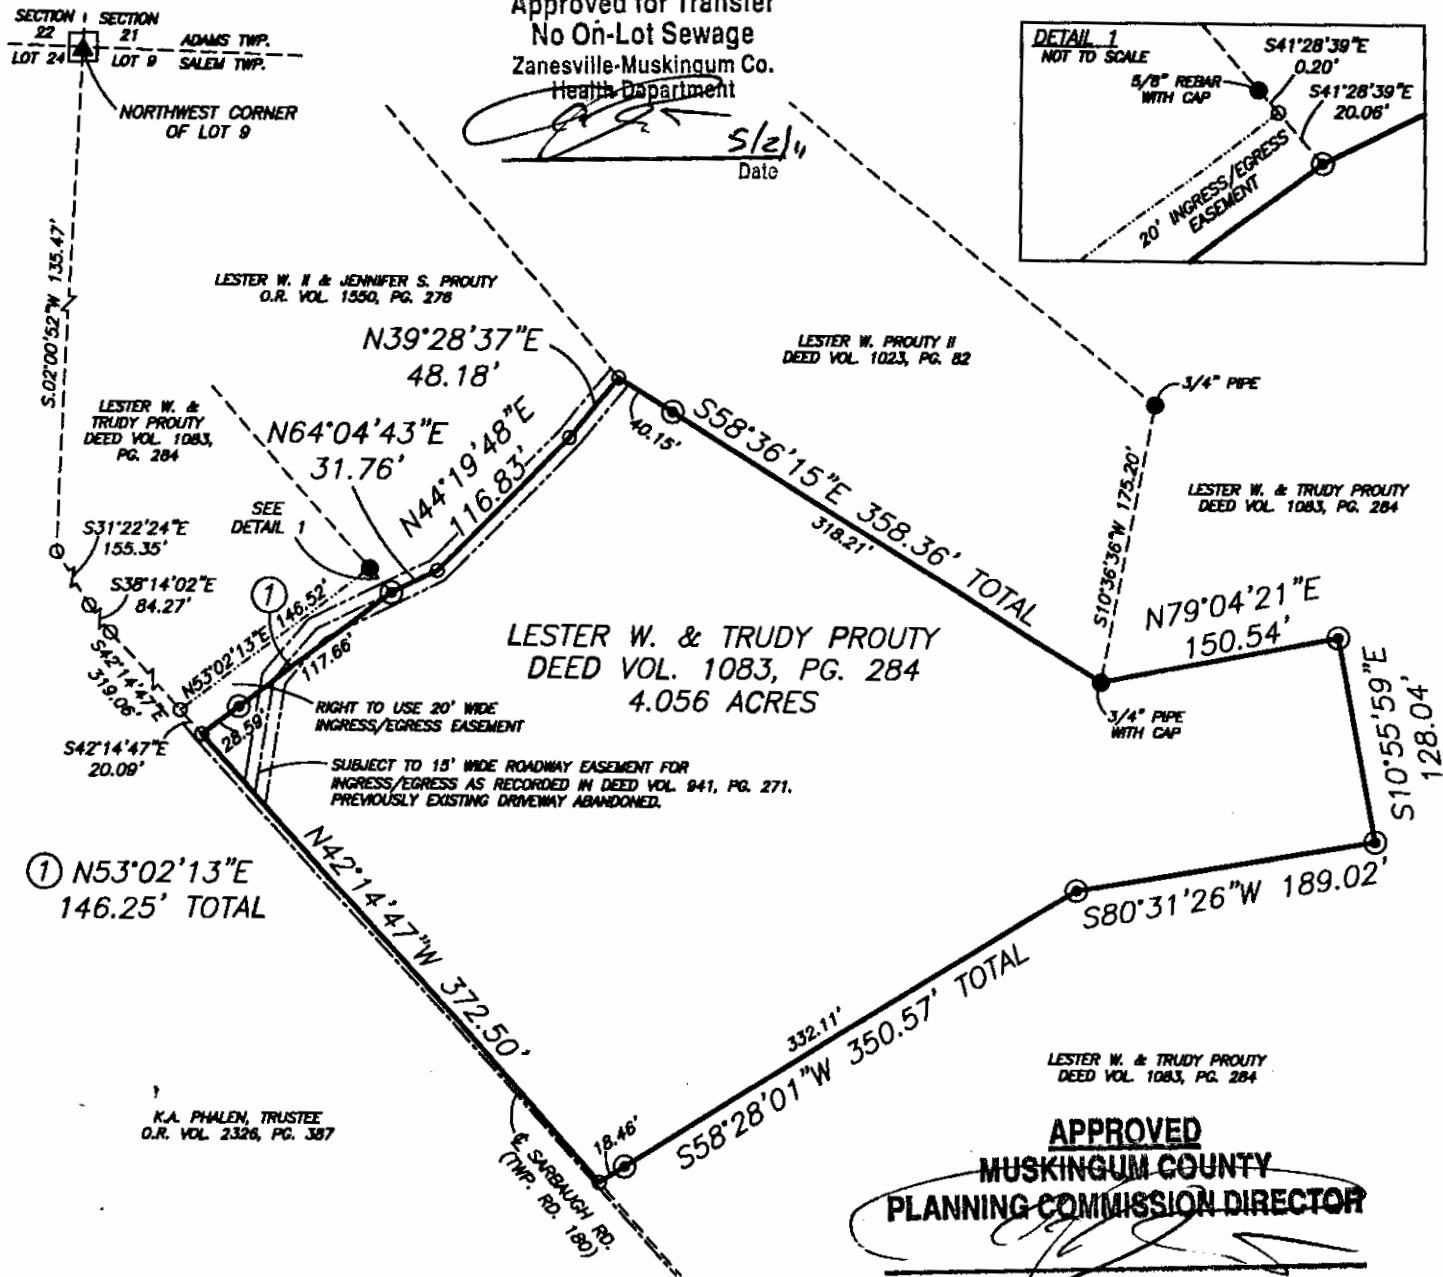 SECTION SECTION
22 21
ADAMS TWP.
LOT 24 LOT 9 SALEM TWP.
NORTHWEST CORNER
OF LOT 9
Approved for Transfer
No On-Lot Sewage
Zanesville-Muskingum Co.
Health Department
5/2/11
Date
DETAIL 1
NOT TO SCALE
S41°28'39"E
0.20'
5/8" REBAR
WITH CAP
S41°28'39"E
20.06'
20' INGRESS/EGRESS
EASEMENT
S.02°00'52"W 135.47'
LESTER W. II & JENNIFER S. PROUTY
O.R. VOL. 1550, PG. 276
N39°28'37"E
48.18'
LESTER W. PROUTY II
DEED VOL. 1023, PG. 82
3/4" PIPE
LESTER W. &
TRUDY PROUTY
DEED VOL. 1083,
PG. 284
N64°04'43"E
31.76'
N44°19'48"E
116.83'
40.15'
S58°36'15"E 358.36' TOTAL
318.21'
S10°36'36"W 175.20'
LESTER W. & TRUDY PROUTY
DEED VOL. 1083, PG. 284
SEE
DETAIL 1
S31°22'24"E
155.35'
S38°14'02"E
84.27'
S42°14'47"E
319.06'
1
N53°02'13"E 146.52'
117.66'
N79°04'21"E
150.54'
LESTER W. & TRUDY PROUTY
DEED VOL. 1083, PG. 284
4.056 ACRES
S10°55'59"E
128.04'
3/4" PIPE
WITH CAP
RIGHT TO USE 20' WIDE
INGRESS/EGRESS EASEMENT
28.59'
S42°14'47"E
20.09'
SUBJECT TO 15' WIDE ROADWAY EASEMENT FOR
INGRESS/EGRESS AS RECORDED IN DEED VOL. 941, PG. 271.
PREVIOUSLY EXISTING DRIVEWAY ABANDONED.
1 N53°02'13"E
146.25' TOTAL
N42°14'47"W 372.50'
S80°31'26"W 189.02'
332.11'
S58°28'01"W 350.57' TOTAL
18.46'
℄ SARBAUGH RD.
(TWP. RD. 180)
K.A. PHALEN, TRUSTEE
O.R. VOL. 2326, PG. 387
LESTER W. & TRUDY PROUTY
DEED VOL. 1083, PG. 284
APPROVED
MUSKINGUM COUNTY
PLANNING COMMISSION DIRECTOR